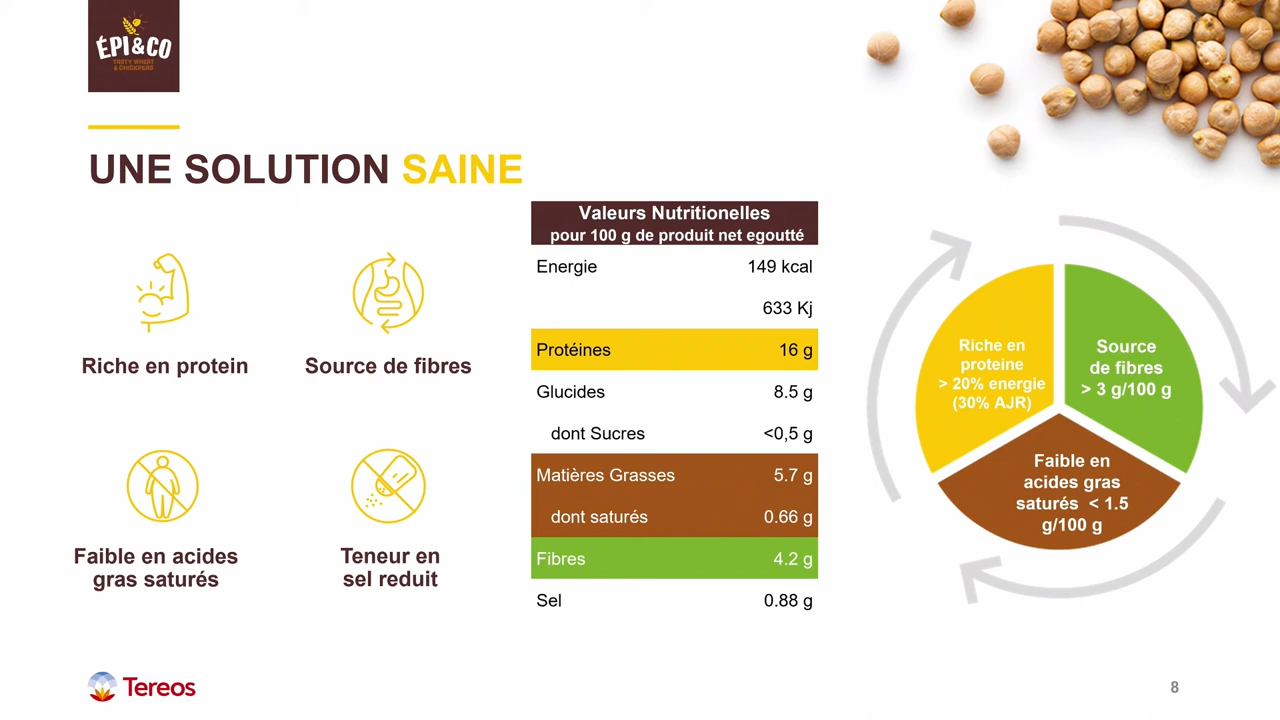 ÉPI&CO
TASTY WHEAT
& CHICKPEAS
UNE SOLUTION SAINE
Riche en protein
Source de fibres
Faible en acides
gras saturés
Teneur en
sel reduit
Valeurs Nutritionelles
pour 100 g de produit net egoutté
Energie 149 kcal
633 Kj
Protéines 16 g
Glucides 8.5 g
dont Sucres <0,5 g
Matières Grasses 5.7 g
dont saturés 0.66 g
Fibres 4.2 g
Sel 0.88 g
Riche en
proteine
> 20% energie
(30% AJR)
Source
de fibres
> 3 g/100 g
Faible en
acides gras
saturés < 1.5
g/100 g
Tereos
8